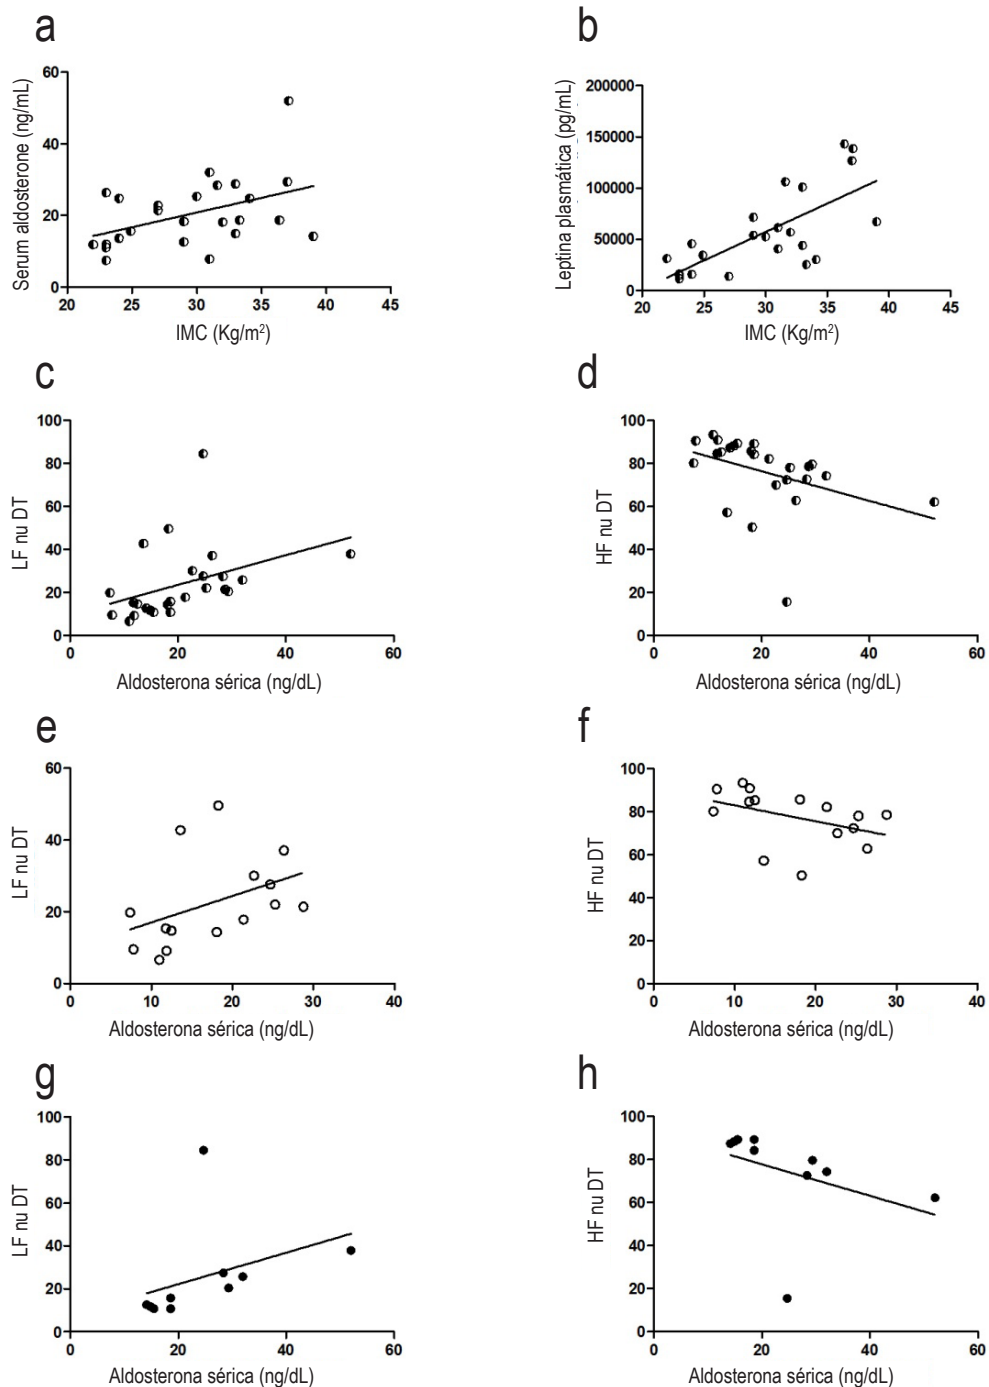 a
Serum aldosterone (ng/mL)
60
40
20
0
20 25 30 35 40 45
IMC (Kg/m²)
b
Leptina plasmática (pg/mL)
200000
150000
100000
50000
0
20 25 30 35 40 45
IMC (Kg/m²)
c
LF nu DT
100
80
60
40
20
0
0 20 40 60
Aldosterona sérica (ng/dL)
d
HF nu DT
100
80
60
40
20
0
0 20 40 60
Aldosterona sérica (ng/dL)
e
LF nu DT
60
40
20
0
0 10 20 30 40
Aldosterona sérica (ng/dL)
f
HF nu DT
100
80
60
40
20
0
0 10 20 30 40
Aldosterona sérica (ng/dL)
g
LF nu DT
100
80
60
40
20
0
0 20 40 60
Aldosterona sérica (ng/dL)
h
HF nu DT
100
80
60
40
20
0
0 20 40 60
Aldosterona sérica (ng/dL)